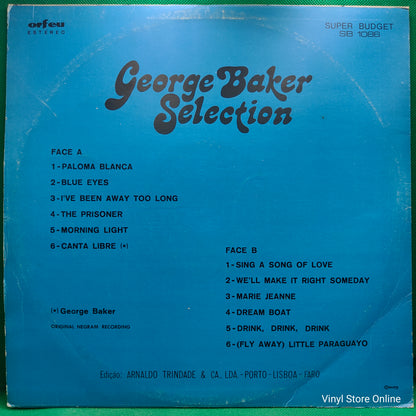 orfeu
ESTEREO
SUPER BUDGET
SB 1086
George Baker
Selection
FACE A
1-PALOMA BLANCA
2-BLUE EYES
3-I'VE BEEN AWAY TOO LONG
4-THE PRISONER
5-MORNING LIGHT
6-CANTA LIBRE (*)
(*) George Baker
ORIGINAL NEGRAM RECORDING
FACE B
1-SING A SONG OF LOVE
2-WE'LL MAKE IT RIGHT SOMEDAY
3-MARIE JEANNE
4-DREAM BOAT
5-DRINK, DRINK, DRINK
6-(FLY AWAY) LITTLE PARAGUAYO
Edição: ARNALDO TRINDADE & CA., LDA-PORTO-LISBOA-FARO
Vinyl Store Online